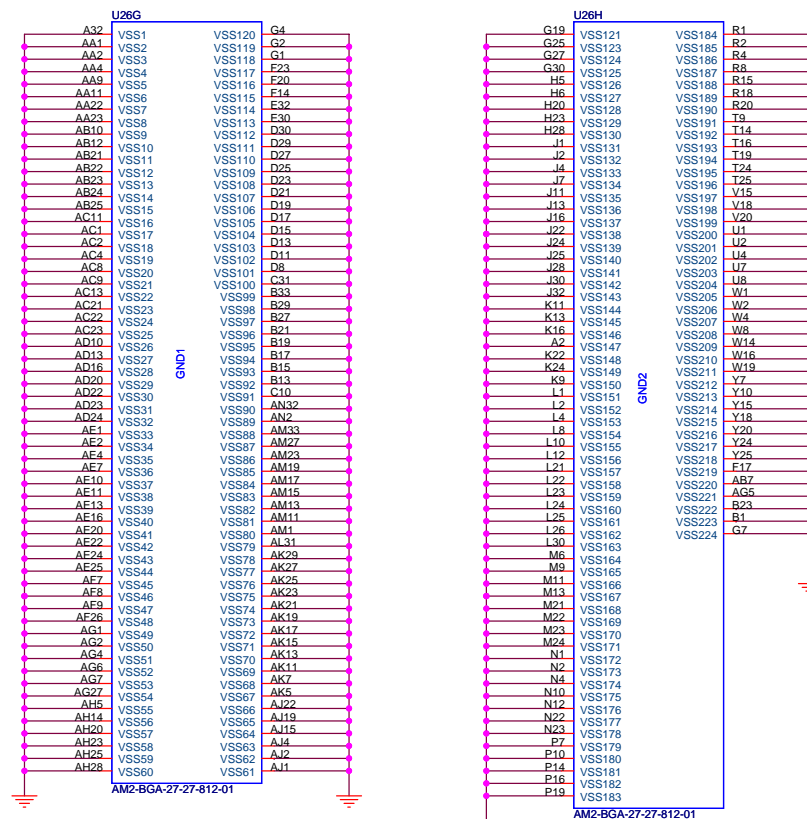 U26G
A32 VSS1 VSS120 G4
AA1 VSS2 VSS119 G2
AA2 VSS3 VSS118 G1
AA4 VSS4 VSS117 F23
AA9 VSS5 VSS116 F20
AA11 VSS6 VSS115 F14
AA22 VSS7 VSS114 E32
AA23 VSS8 VSS113 E30
AB10 VSS9 VSS112 D30
AB12 VSS10 VSS111 D29
AB21 VSS11 VSS110 D27
AB22 VSS12 VSS109 D25
AB23 VSS13 VSS108 D23
AB24 VSS14 VSS107 D21
AB25 VSS15 VSS106 D19
AC11 VSS16 VSS105 D17
AC1 VSS17 VSS104 D15
AC2 VSS18 VSS103 D13
AC4 VSS19 VSS102 D11
AC8 VSS20 VSS101 D8
AC9 VSS21 VSS100 C31
AC13 VSS22 VSS99 B33
AC21 VSS23 VSS98 B29
AC22 VSS24 VSS97 B27
AC23 VSS25 VSS96 B21
AD10 VSS26 VSS95 B19
AD13 VSS27 VSS94 B17
AD16 VSS28 VSS93 B15
AD20 VSS29 VSS92 B13
AD22 VSS30 VSS91 C10
AD23 VSS31 VSS90 AN32
AD24 VSS32 VSS89 AN2
AE1 VSS33 VSS88 AM33
AE2 VSS34 VSS87 AM27
AE4 VSS35 VSS86 AM23
AE7 VSS36 VSS85 AM19
AE10 VSS37 VSS84 AM17
AE11 VSS38 VSS83 AM15
AE13 VSS39 VSS82 AM13
AE16 VSS40 VSS81 AM11
AE20 VSS41 VSS80 AM1
AE22 VSS42 VSS79 AL31
AE24 VSS43 VSS78 AK29
AE25 VSS44 VSS77 AK27
AF7 VSS45 VSS76 AK25
AF8 VSS46 VSS75 AK23
AF9 VSS47 VSS74 AK21
AF26 VSS48 VSS73 AK19
AG1 VSS49 VSS72 AK17
AG2 VSS50 VSS71 AK15
AG4 VSS51 VSS70 AK13
AG6 VSS52 VSS69 AK11
AG7 VSS53 VSS68 AK7
AG27 VSS54 VSS67 AK5
AH5 VSS55 VSS66 AJ22
AH14 VSS56 VSS65 AJ19
AH20 VSS57 VSS64 AJ15
AH23 VSS58 VSS63 AJ4
AH25 VSS59 VSS62 AJ2
AH28 VSS60 VSS61 AJ1
GND1
AM2-BGA-27-27-812-01
U26H
G19 VSS121 VSS184 R1
G25 VSS123 VSS185 R2
G27 VSS124 VSS186 R4
G30 VSS125 VSS187 R8
H5 VSS126 VSS188 R15
H6 VSS127 VSS189 R18
H20 VSS128 VSS190 R20
H23 VSS129 VSS191 T9
H28 VSS130 VSS192 T14
J1 VSS131 VSS193 T16
J2 VSS132 VSS194 T19
J4 VSS133 VSS195 T24
J7 VSS134 VSS196 T25
J11 VSS135 VSS197 V15
J13 VSS136 VSS198 V18
J16 VSS137 VSS199 V20
J22 VSS138 VSS200 U1
J24 VSS139 VSS201 U2
J25 VSS140 VSS202 U4
J28 VSS141 VSS203 U7
J30 VSS142 VSS204 U8
J32 VSS143 VSS205 W1
K11 VSS144 VSS206 W2
K13 VSS145 VSS207 W4
K16 VSS146 VSS208 W8
A2 VSS147 VSS209 W14
K22 VSS148 VSS210 W16
K24 VSS149 VSS211 W19
K9 VSS150 VSS212 Y7
L1 VSS151 VSS213 Y10
L2 VSS152 VSS214 Y15
L4 VSS153 VSS215 Y18
L8 VSS154 VSS216 Y20
L10 VSS155 VSS217 Y24
L12 VSS156 VSS218 Y25
L21 VSS157 VSS219 F17
L22 VSS158 VSS220 AB7
L23 VSS159 VSS221 AG5
L24 VSS160 VSS222 B23
L25 VSS161 VSS223 B1
L26 VSS162 VSS224 G7
L30 VSS163
M6 VSS164
M9 VSS165
M11 VSS166
M13 VSS167
M21 VSS168
M22 VSS169
M23 VSS170
M24 VSS171
N1 VSS172
N2 VSS173
N4 VSS174
N10 VSS175
N12 VSS176
N22 VSS177
N23 VSS178
P7 VSS179
P10 VSS180
P14 VSS181
P16 VSS182
P19 VSS183
GND2
AM2-BGA-27-27-812-01